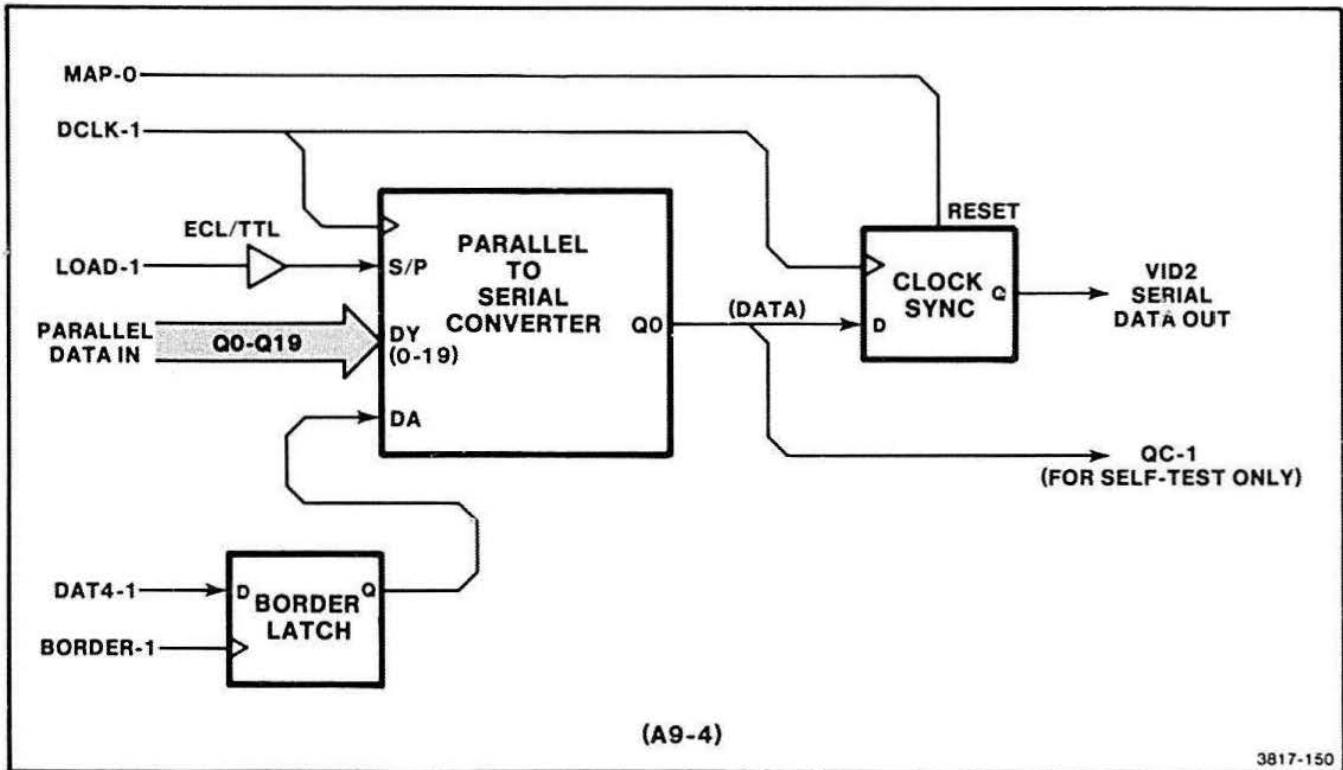 MAP-0
DCLK-1
RESET
ECL/TTL
LOAD-1
S/P
PARALLEL
TO
SERIAL
CONVERTER
Q0
(DATA)
CLOCK
SYNC
D
Q
VID2
SERIAL
DATA OUT
PARALLEL
DATA IN
Q0-Q19
DY
(0-19)
DA
QC-1
(FOR SELF-TEST ONLY)
DAT4-1
D
Q
BORDER
LATCH
BORDER-1
(A9-4)
3817-150